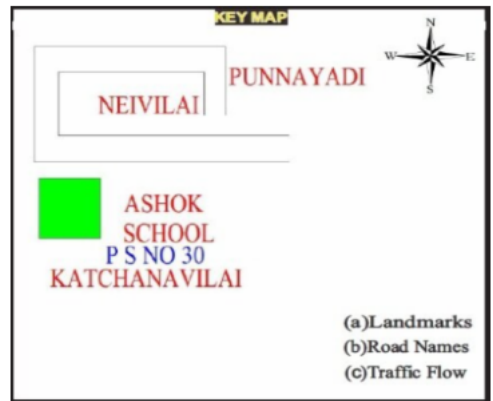 KEY MAP
N
W E
S
PUNNAYADI
NEIVILAI
ASHOK
SCHOOL
P S NO 30
KATCHANAVILAI
(a)Landmarks
(b)Road Names
(c)Traffic Flow